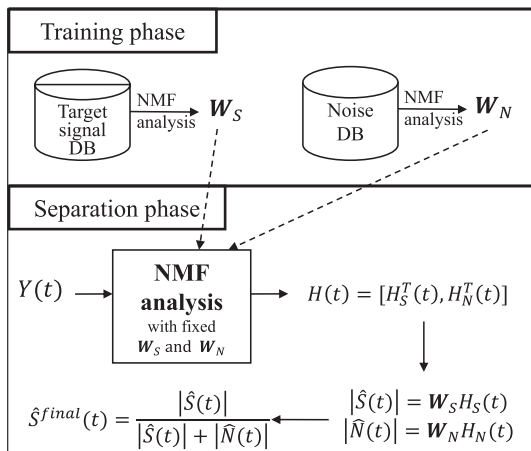 Training phase
Target signal DB
NMF analysis
𝑾_S
Noise DB
NMF analysis
𝑾_N
Separation phase
Y(t)
NMF analysis
with fixed
𝑾_S and 𝑾_N
H(t) = [H_S^T(t), H_N^T(t)]
|Ŝ(t)| = 𝑾_S H_S(t)
|N̂(t)| = 𝑾_N H_N(t)
Ŝ^{final}(t) = |Ŝ(t)| / (|Ŝ(t)| + |N̂(t)|)